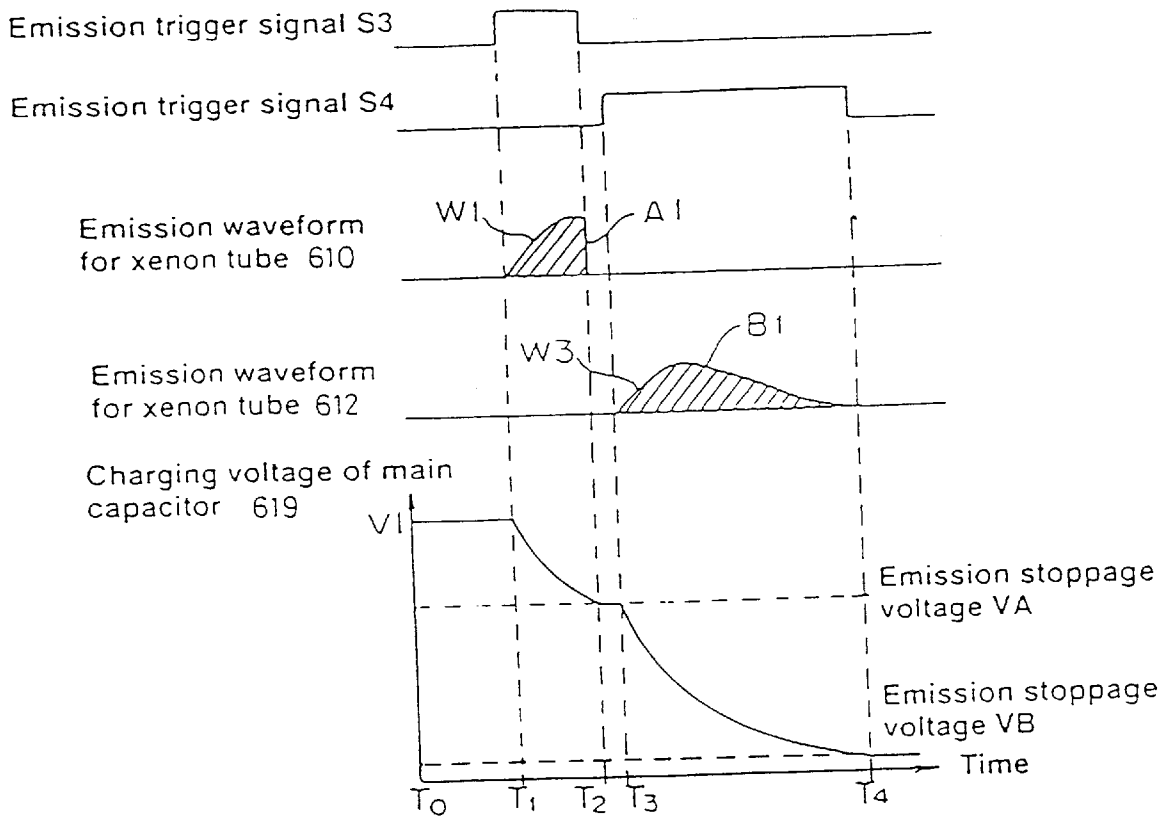 Emission trigger signal S3
Emission trigger signal S4
W1
A1
Emission waveform
for xenon tube 610
W3
B1
Emission waveform
for xenon tube 612
Charging voltage of main
capacitor 619
V1
Emission stoppage
voltage VA
Emission stoppage
voltage VB
Time
T0 T1 T2 T3 T4